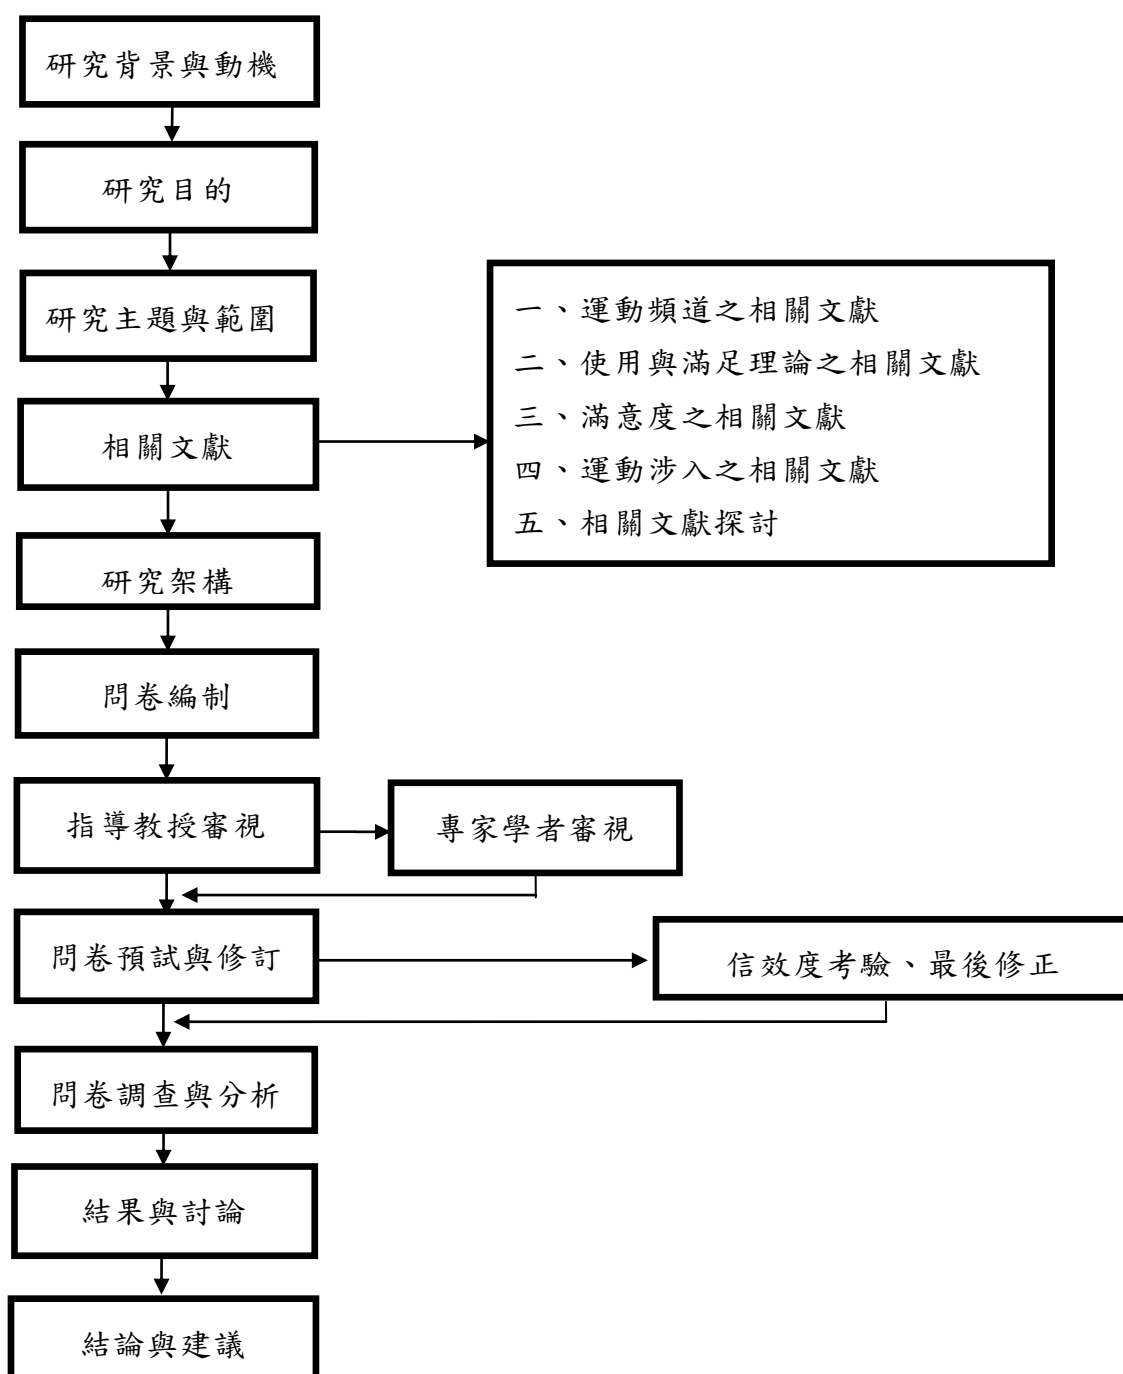 研究背景與動機
研究目的
研究主題與範圍
一、運動頻道之相關文獻
二、使用與滿足理論之相關文獻
三、滿意度之相關文獻
四、運動涉入之相關文獻
五、相關文獻探討
相關文獻
研究架構
問卷編制
指導教授審視
專家學者審視
問卷預試與修訂
信效度考驗、最後修正
問卷調查與分析
結果與討論
結論與建議